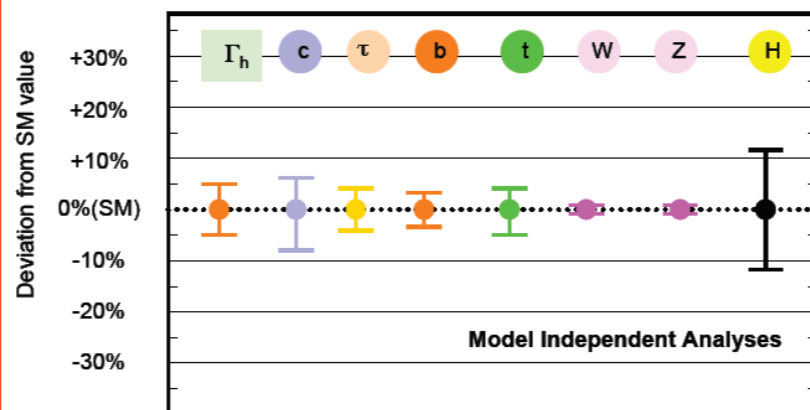 Γh c τ b t W Z H
Deviation from SM value
+30%
+20%
+10%
0%(SM)
-10%
-20%
-30%
Model Independent Analyses